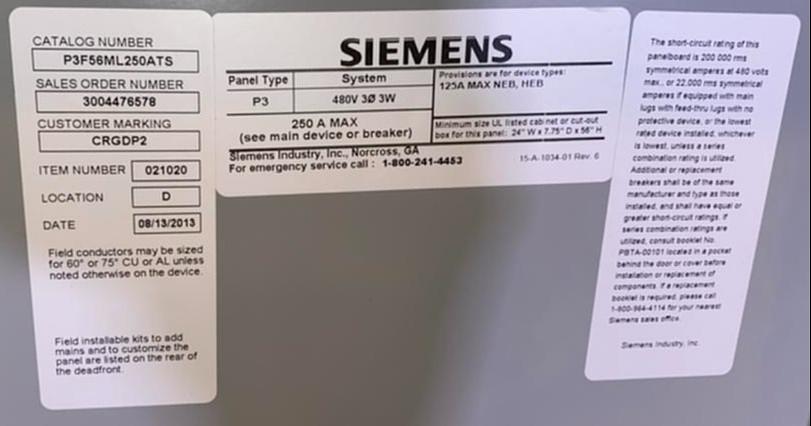 CATALOG NUMBER
P3F56ML250ATS
SALES ORDER NUMBER
3004476578
CUSTOMER MARKING
CRGDP2
ITEM NUMBER 021020
LOCATION D
DATE 08/13/2013
Field conductors may be sized
for 60° or 75° CU or AL unless
noted otherwise on the device.
Field installable kits to add
mains and to customize the
panel are listed on the rear of
the deadfront.
SIEMENS
Panel Type System
P3 480V 3Ø 3W
250 A MAX
(see main device or breaker)
Provisions are for device types:
125A MAX NEB, HEB
Minimum size UL listed cabinet or cut-out
box for this panel: 24" W x 7.75" D x 56" H
Siemens Industry, Inc., Norcross, GA
For emergency service call : 1-800-241-4453
15-A-1034-01 Rev. 6
The short-circuit rating of this
panelboard is 200 000 rms
symmetrical amperes at 480 volts
max., or 22,000 rms symmetrical
amperes if equipped with main
lugs with feed-thru lugs with no
protective device, or the lowest
rated device installed, whichever
is lowest, unless a series
combination rating is utilized.
Additional or replacement
breakers shall be of the same
manufacturer and type as those
installed, and shall have equal or
greater short-circuit ratings. If
series combination ratings are
utilized, consult booklet No.
PBTA-00101 located in a pocket
behind the door or cover before
installation or replacement of
components. If a replacement
booklet is required, please call
1-800-964-4114 for your nearest
Siemens sales office.
Siemens Industry, Inc.